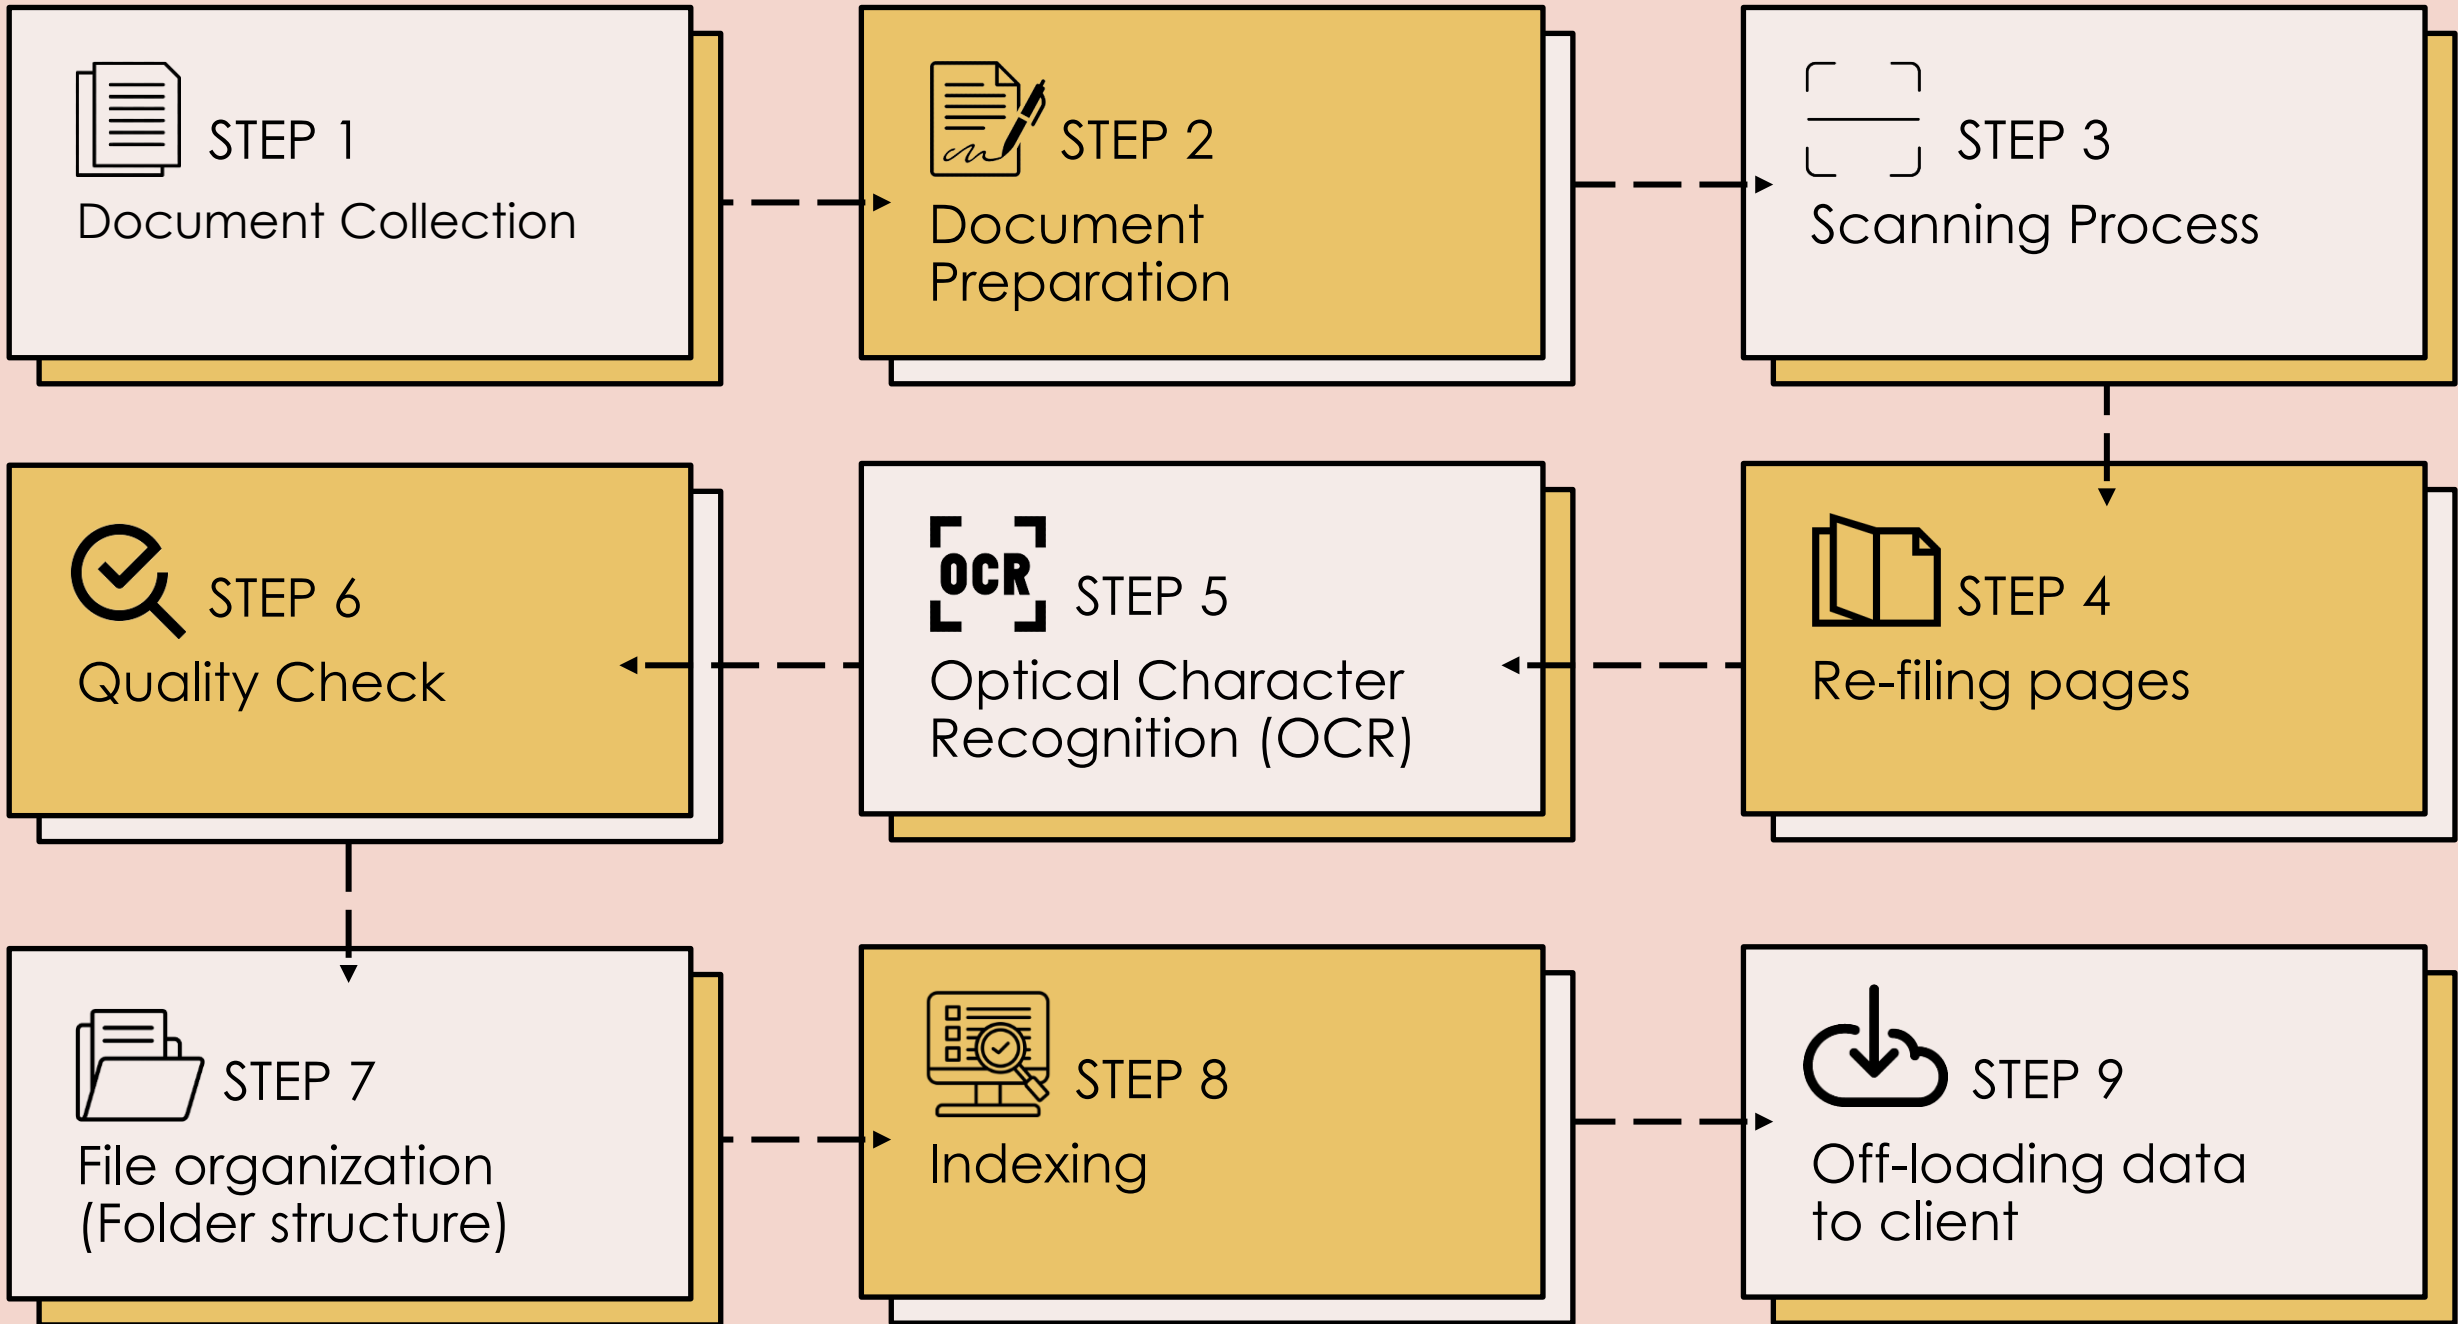 STEP 1
Document Collection
STEP 2
Document
Preparation
STEP 3
Scanning Process
STEP 4
Re-filing pages
OCR
STEP 5
Optical Character
Recognition (OCR)
STEP 6
Quality Check
STEP 7
File organization
(Folder structure)
STEP 8
Indexing
STEP 9
Off-loading data
to client